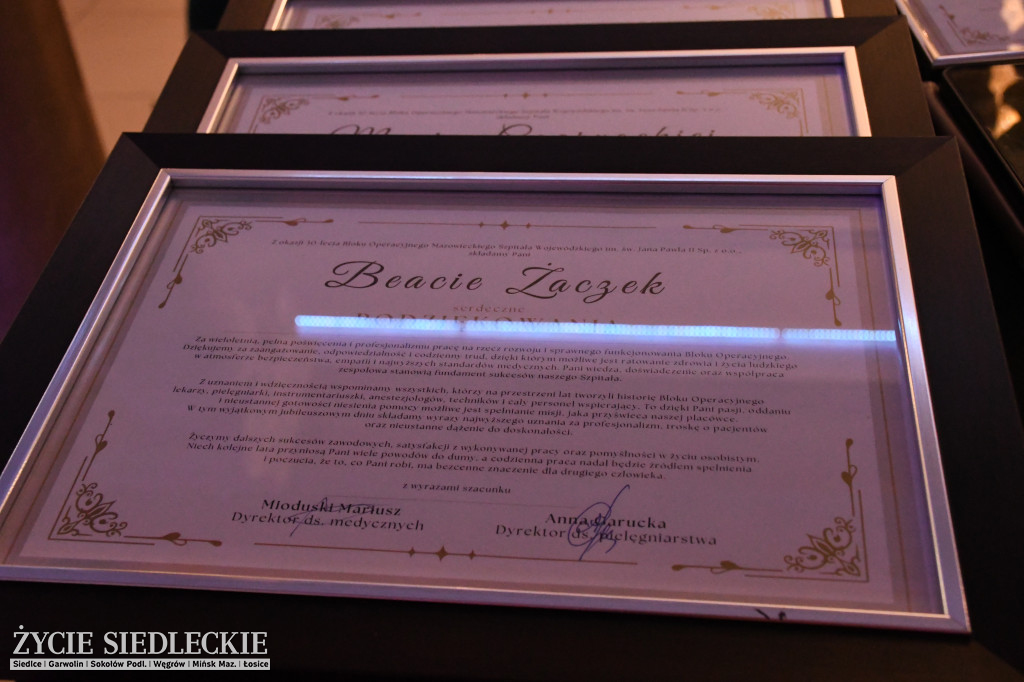 Z okazji 10-lecia Bloku Operacyjnego Mazowieckiego Szpitala Wojewódzkiego im. św. Jana Pawła II Sp. z o.o.,
składamy Pani
Beacie Żaczek
serdeczne
PODZIĘKOWANIA
Za wieloletnią, pełną poświęcenia i profesjonalizmu pracę na rzecz rozwoju i sprawnego funkcjonowania Bloku Operacyjnego.
Dziękujemy za zaangażowanie, odpowiedzialność i codzienny trud, dzięki którym możliwe jest ratowanie zdrowia i życia ludzkiego
w atmosferze bezpieczeństwa, empatii i najwyższych standardów medycznych. Pani wiedza, doświadczenie oraz współpraca
zespołowa stanowią fundament sukcesów naszego Szpitala.
Z uznaniem i wdzięcznością wspominamy wszystkich, którzy na przestrzeni lat tworzyli historię Bloku Operacyjnego
lekarzy, pielęgniarki, instrumentariuszki, anestezjologów, techników i cały personel wspierający. To dzięki Pani pasji, oddaniu
i nieustannej gotowości niesienia pomocy możliwe jest spełnianie misji, jaka przyświeca naszej placówce.
W tym wyjątkowym jubileuszowym dniu składamy wyrazy najwyższego uznania za profesjonalizm, troskę o pacjentów
oraz nieustanne dążenie do doskonałości.
Życzymy dalszych sukcesów zawodowych, satysfakcji z wykonywanej pracy oraz pomyślności w życiu osobistym.
Niech kolejne lata przyniosą Pani wiele powodów do dumy, a codzienna praca nadal będzie źródłem spełnienia
i poczucia, że to, co Pani robi, ma bezcenne znaczenie dla drugiego człowieka.
z wyrazami szacunku
Mioduski Mariusz
Dyrektor ds. medycznych
Anna Garucka
Dyrektor ds. pielęgniarstwa
ŻYCIE SIEDLECKIE
Siedlce | Garwolin | Sokołów Podl. | Węgrów | Mińsk Maz. | Łosice